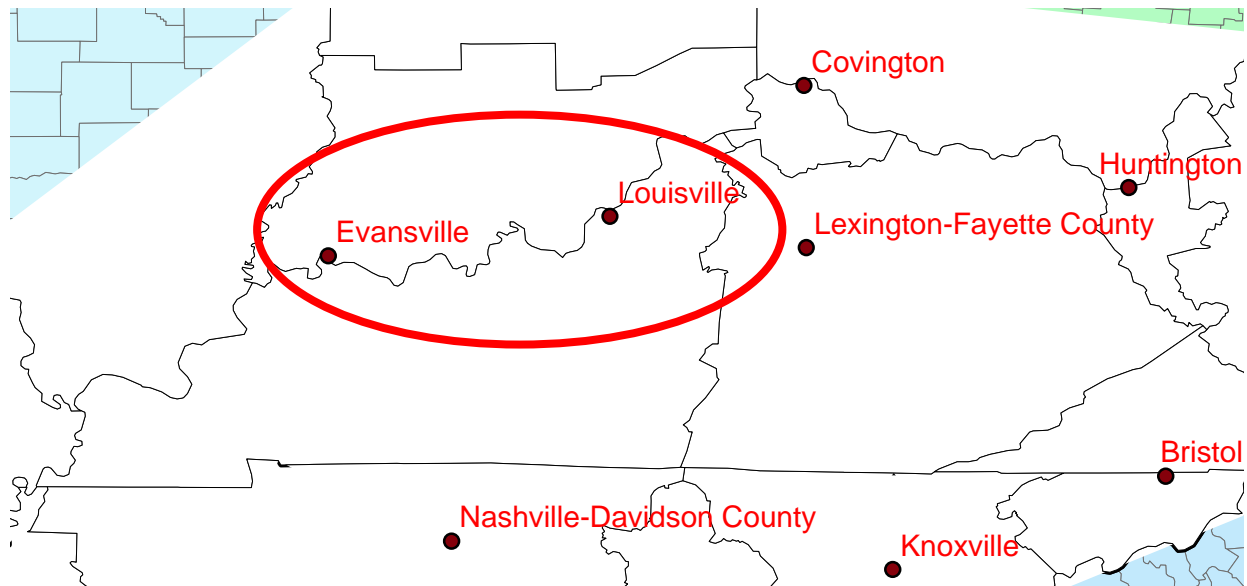 Covington
Huntington
Louisville
Evansville
Lexington-Fayette County
Bristol
Nashville-Davidson County
Knoxville